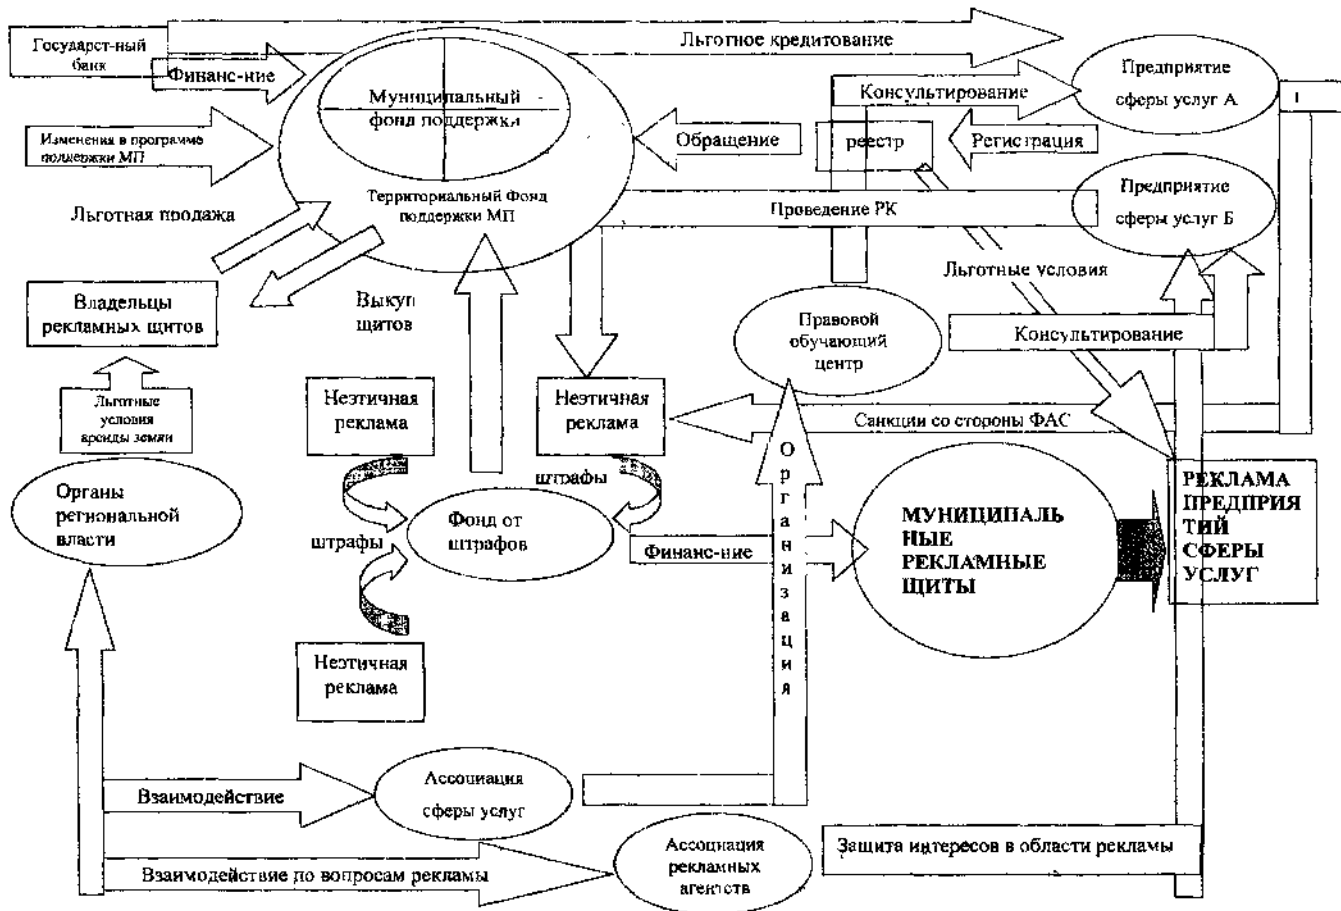 Государст-ный
банк
Льготное кредитование
Финанс-ние
Муниципальный
фонд поддержки
Консультирование
Предприятие
сферы услуг А
Изменения в программе
поддержки МП
Обращение
реестр
Регистрация
Территориальный Фонд
поддержки МП
Проведение РК
Предприятие
сферы услуг Б
Льготная продажа
Льготные условия
Владельцы
рекламных щитов
Выкуп
щитов
Правовой
обучающий
центр
Консультирование
Льготные
условия
аренды земли
Неэтичная
реклама
Неэтичная
реклама
Санкции со стороны ФАС
Организация
штрафы
Органы
региональной
власти
штрафы
Фонд от
штрафов
Финанс-ние
МУНИЦИПАЛЬ
НЫЕ
РЕКЛАМНЫЕ
ЩИТЫ
РЕКЛАМА
ПРЕДПРИЯ
ТИЙ
СФЕРЫ
УСЛУГ
Неэтичная
реклама
Взаимодействие
Ассоциация
сферы услуг
Взаимодействие по вопросам рекламы
Ассоциация
рекламных
агентств
Защита интересов в области рекламы